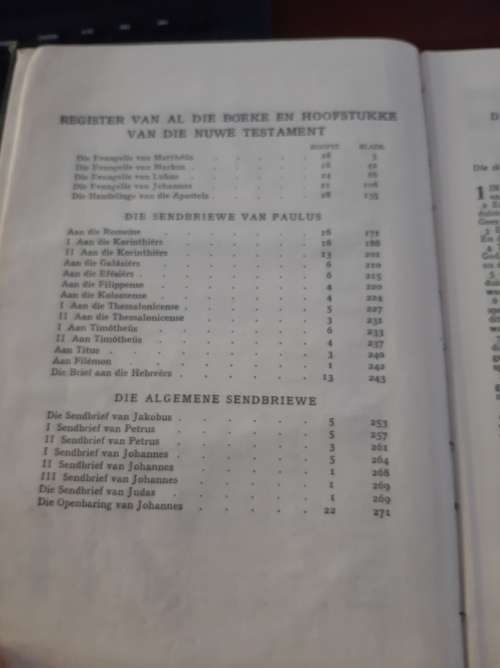 REGISTER VAN AL DIE BOEKE EN HOOFSTUKKE
VAN DIE NUWE TESTAMENT
HOOFST. BLADS.
Die Evangelie van Matthéüs 28 5
Die Evangelie van Markus 16 52
Die Evangelie van Lukas 24
Die Evangelie van Johannes 21 106
Die Handelinge van die Apostels 28 135
DIE SENDBRIEWE VAN PAULUS
Aan die Romeine 16 171
I Aan die Korinthiërs 16 186
II Aan die Korinthiërs 13 201
Aan die Galásiërs 6 210
Aan die Efésiërs 6 215
Aan die Filippense 4 220
Aan die Kolossense 4 224
I Aan die Thessalonicense 5 227
II Aan die Thessalonicense 3 231
I Aan Timótheüs 6 233
II Aan Timótheüs 4 237
Aan Titus 3 240
Aan Filémon 1 242
Die Brief aan die Hebreërs 13 243
DIE ALGEMENE SENDBRIEWE
Die Sendbrief van Jakobus 5 253
I Sendbrief van Petrus 5 257
II Sendbrief van Petrus 3 261
I Sendbrief van Johannes 5 264
II Sendbrief van Johannes 1 268
III Sendbrief van Johannes 1 269
Die Sendbrief van Judas 1 269
Die Openbaring van Johannes 22 271